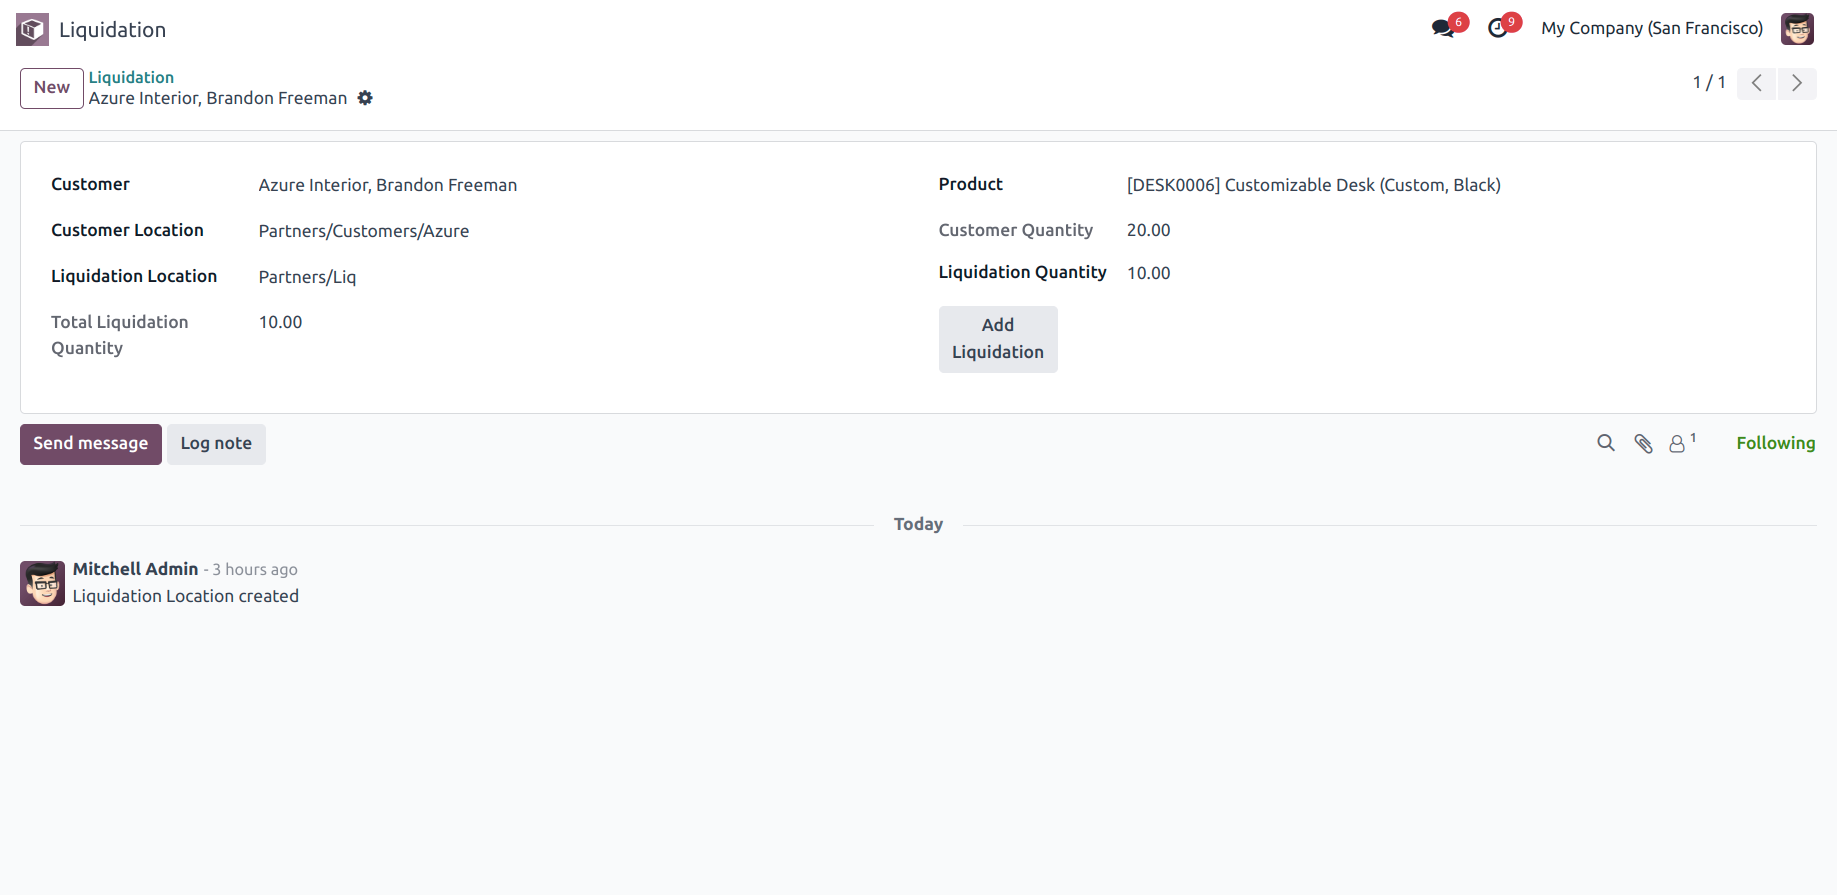 Liquidation
6
9
My Company (San Francisco)
New
Liquidation
Azure Interior, Brandon Freeman
1 / 1
Customer
Azure Interior, Brandon Freeman
Customer Location
Partners/Customers/Azure
Liquidation Location
Partners/Liq
Total Liquidation
Quantity
10.00
Product
[DESK0006] Customizable Desk (Custom, Black)
Customer Quantity
20.00
Liquidation Quantity
10.00
Add
Liquidation
Send message
Log note
1
Following
Today
Mitchell Admin - 3 hours ago
Liquidation Location created